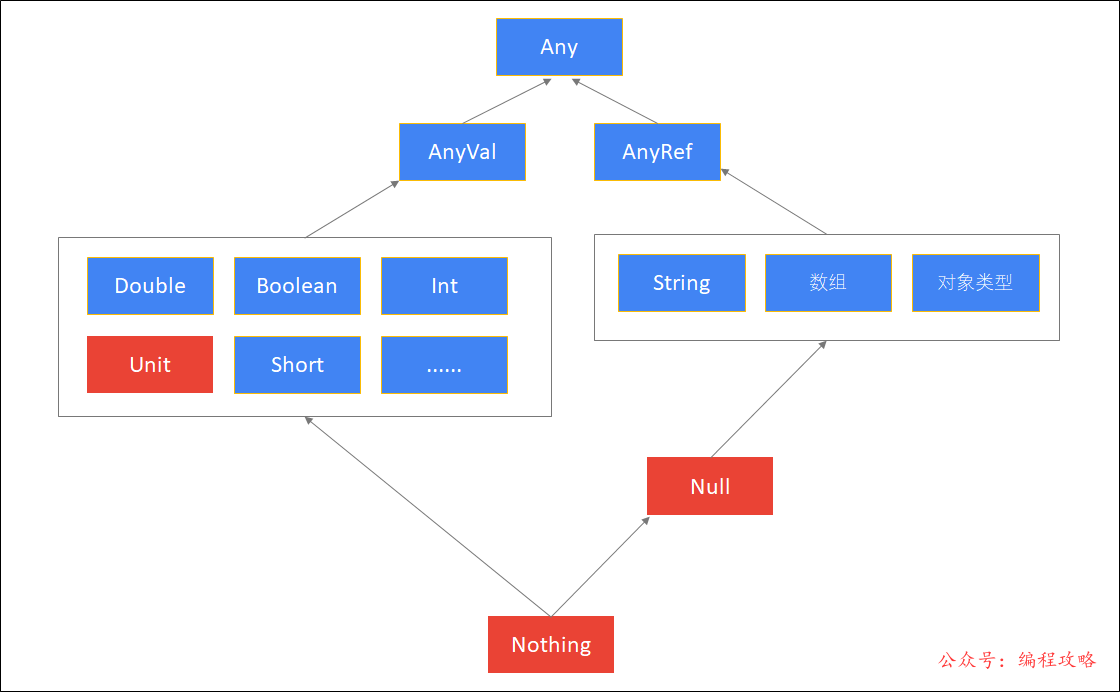 Any
AnyVal
AnyRef
Double
Boolean
Int
String
数组
对象类型
Unit
Short
......
Null
Nothing
公众号：编程攻略